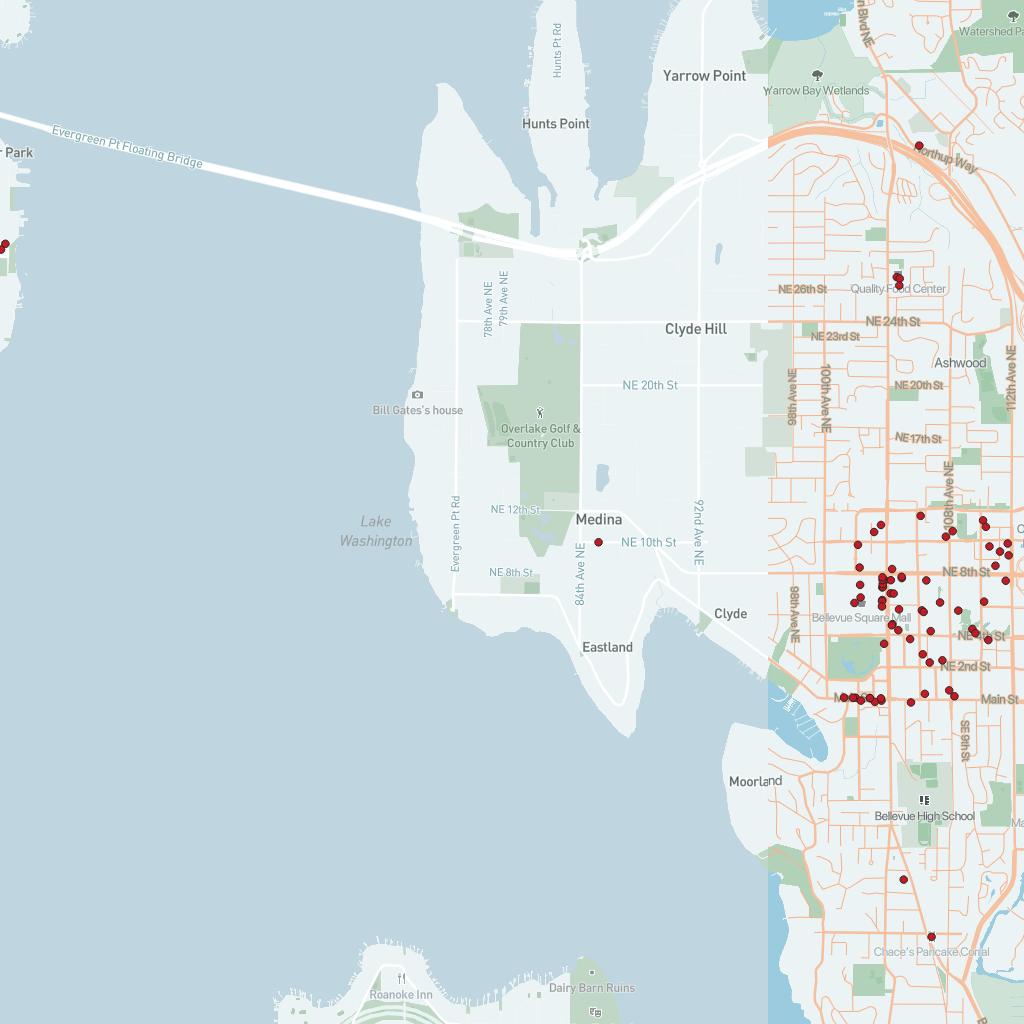 Hunts Pt Rd
Watershed Pa
Yarrow Point
Yarrow Bay Wetlands
Hunts Point
Evergreen Pt Floating Bridge
r Park
Northup Way
NE 26th St
Quality Food Center
78th Ave NE
79th Ave NE
NE 24th St
Clyde Hill
NE 23rd St
Ashwood
112th Ave NE
NE 20th St
NE 20th St
98th Ave NE
100th Ave NE
Bill Gates's house
Overlake Golf &
Country Club
NE 17th St
108th Ave NE
Evergreen Pt Rd
NE 12th St
Medina
92nd Ave NE
Lake
Washington
NE 10th St
84th Ave NE
NE 8th St
NE 8th St
98th Ave NE
Clyde
Bellevue Square Mall
NE 4th St
Eastland
NE 2nd St
Main St
SE 9th St
Moorland
Bellevue High School
Ma
Chace's Pancake Corral
Roanoke Inn
Dairy Barn Ruins